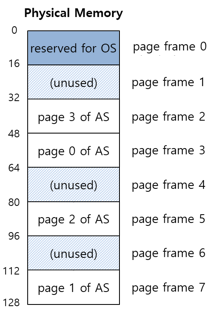 Physical Memory
0
reserved for OS page frame 0
16
(unused) page frame 1
32
page 3 of AS page frame 2
48
page 0 of AS page frame 3
64
(unused) page frame 4
80
page 2 of AS page frame 5
96
(unused) page frame 6
112
page 1 of AS page frame 7
128